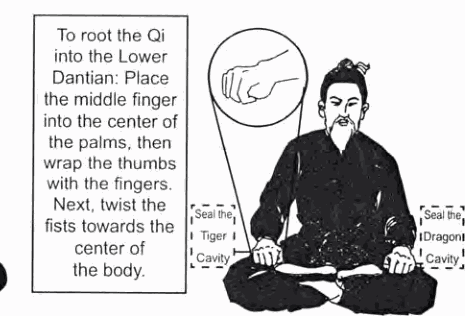 To root the Qi
into the Lower
Dantian: Place
the middle finger
into the center of
the palms, then
wrap the thumbs
with the fingers.
Next, twist the
fists towards the
center of
the body.
Seal the
Tiger
Cavity
Seal the
Dragon
Cavity